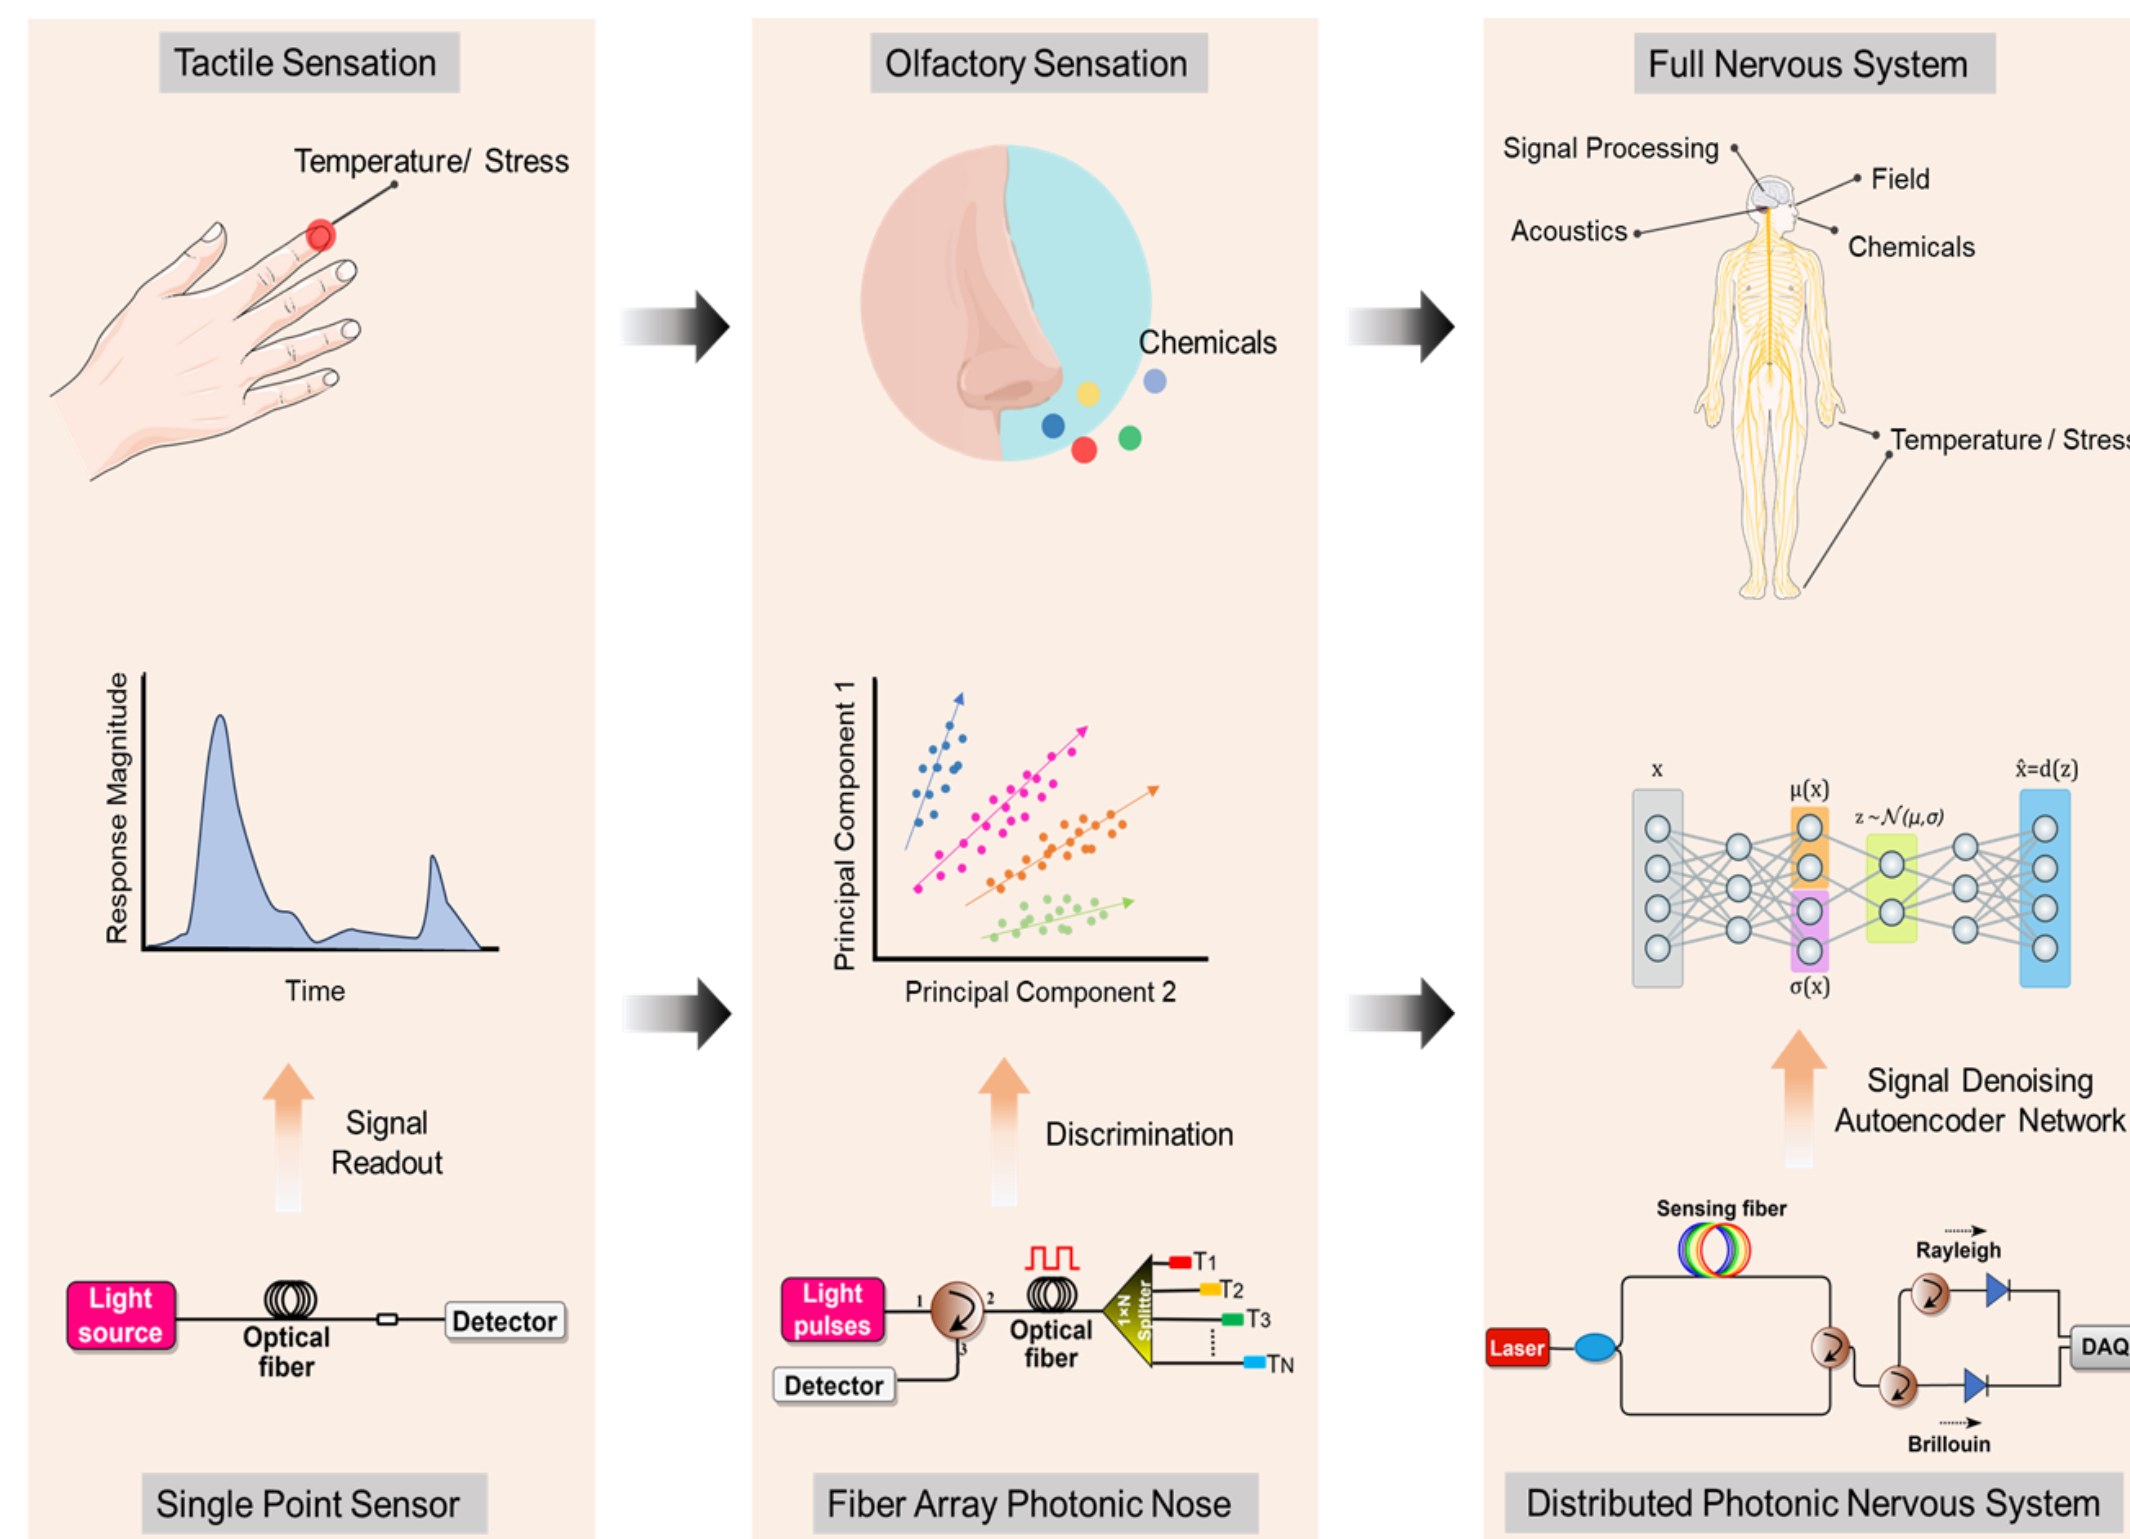 Tactile Sensation
Temperature/ Stress
Response Magnitude
Time
Signal
Readout
Light
source
Optical
fiber
Detector
Single Point Sensor
Olfactory Sensation
Chemicals
Principal Component 1
Principal Component 2
Discrimination
Light
pulses
1
2
3
Optical
fiber
1×N
Splitter
T1
T2
T3
TN
Detector
Fiber Array Photonic Nose
Full Nervous System
Signal Processing
Field
Acoustics
Chemicals
Temperature / Stress
x
μ(x)
z ~𝒩(μ,σ)
x̂=d(z)
σ(x)
Signal Denoising
Autoencoder Network
Sensing fiber
Rayleigh
Laser
DAQ
Brillouin
Distributed Photonic Nervous System